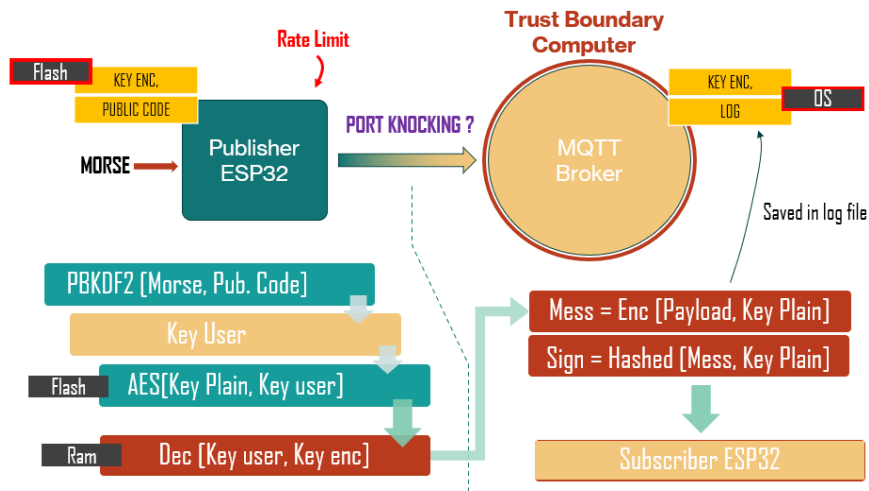 Trust Boundary
Computer
Rate Limit
Flash
KEY ENC,
PUBLIC CODE
KEY ENC,
LOG
OS
PORT KNOCKING ?
MORSE
Publisher
ESP32
MQTT
Broker
Saved in log file
PBKDF2 [Morse, Pub. Code]
Key User
Flash
AES[Key Plain, Key user]
Ram
Dec [Key user, Key enc]
Mess = Enc [Payload, Key Plain]
Sign = Hashed [Mess, Key Plain]
Subscriber ESP32